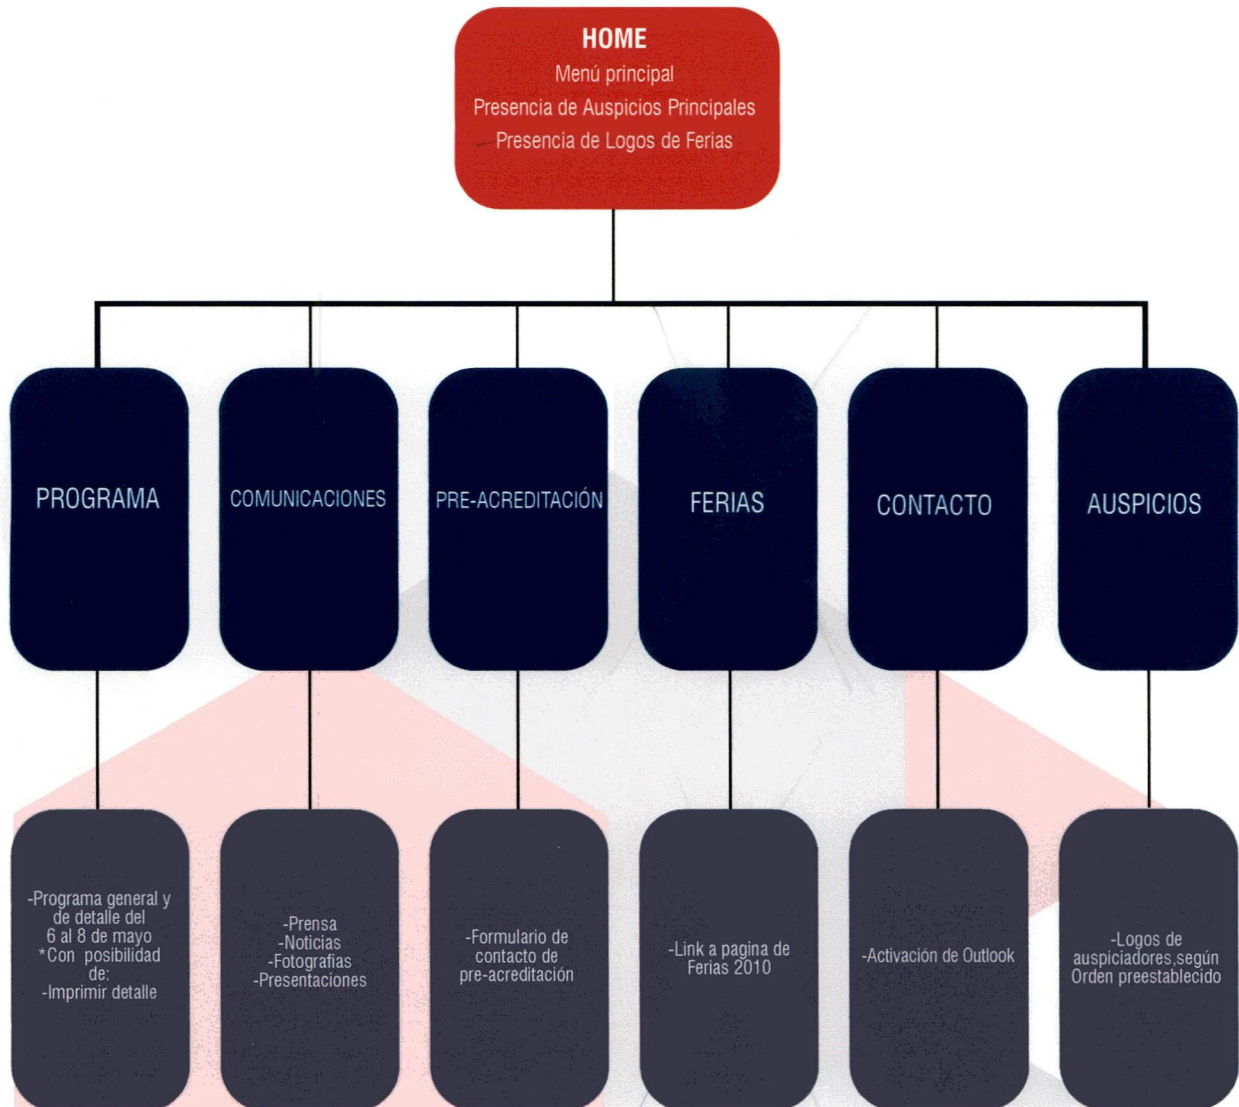 HOME
Menú principal
Presencia de Auspicios Principales
Presencia de Logos de Ferias
PROGRAMA
COMUNICACIONES
PRE-ACREDITACIÓN
FERIAS
CONTACTO
AUSPICIOS
-Programa general y
de detalle del
6 al 8 de mayo
*Con posibilidad
de:
-Imprimir detalle
-Prensa
-Noticias
-Fotografias
-Presentaciones
-Formulario de
contacto de
pre-acreditación
-Link a pagina de
Ferias 2010
-Activación de Outlook
-Logos de
auspiciadores,según
Orden preestablecido